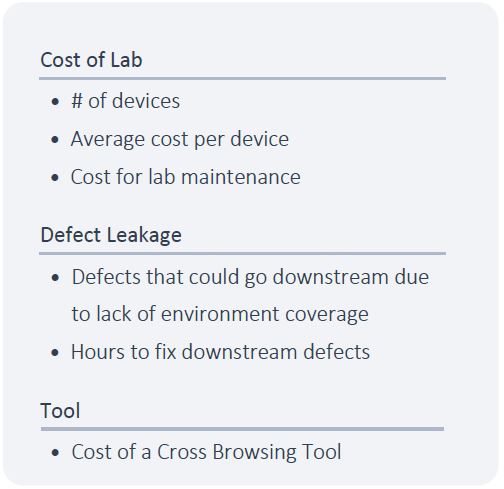 Cost of Lab
• # of devices
• Average cost per device
• Cost for lab maintenance
Defect Leakage
• Defects that could go downstream due
to lack of environment coverage
• Hours to fix downstream defects
Tool
• Cost of a Cross Browsing Tool